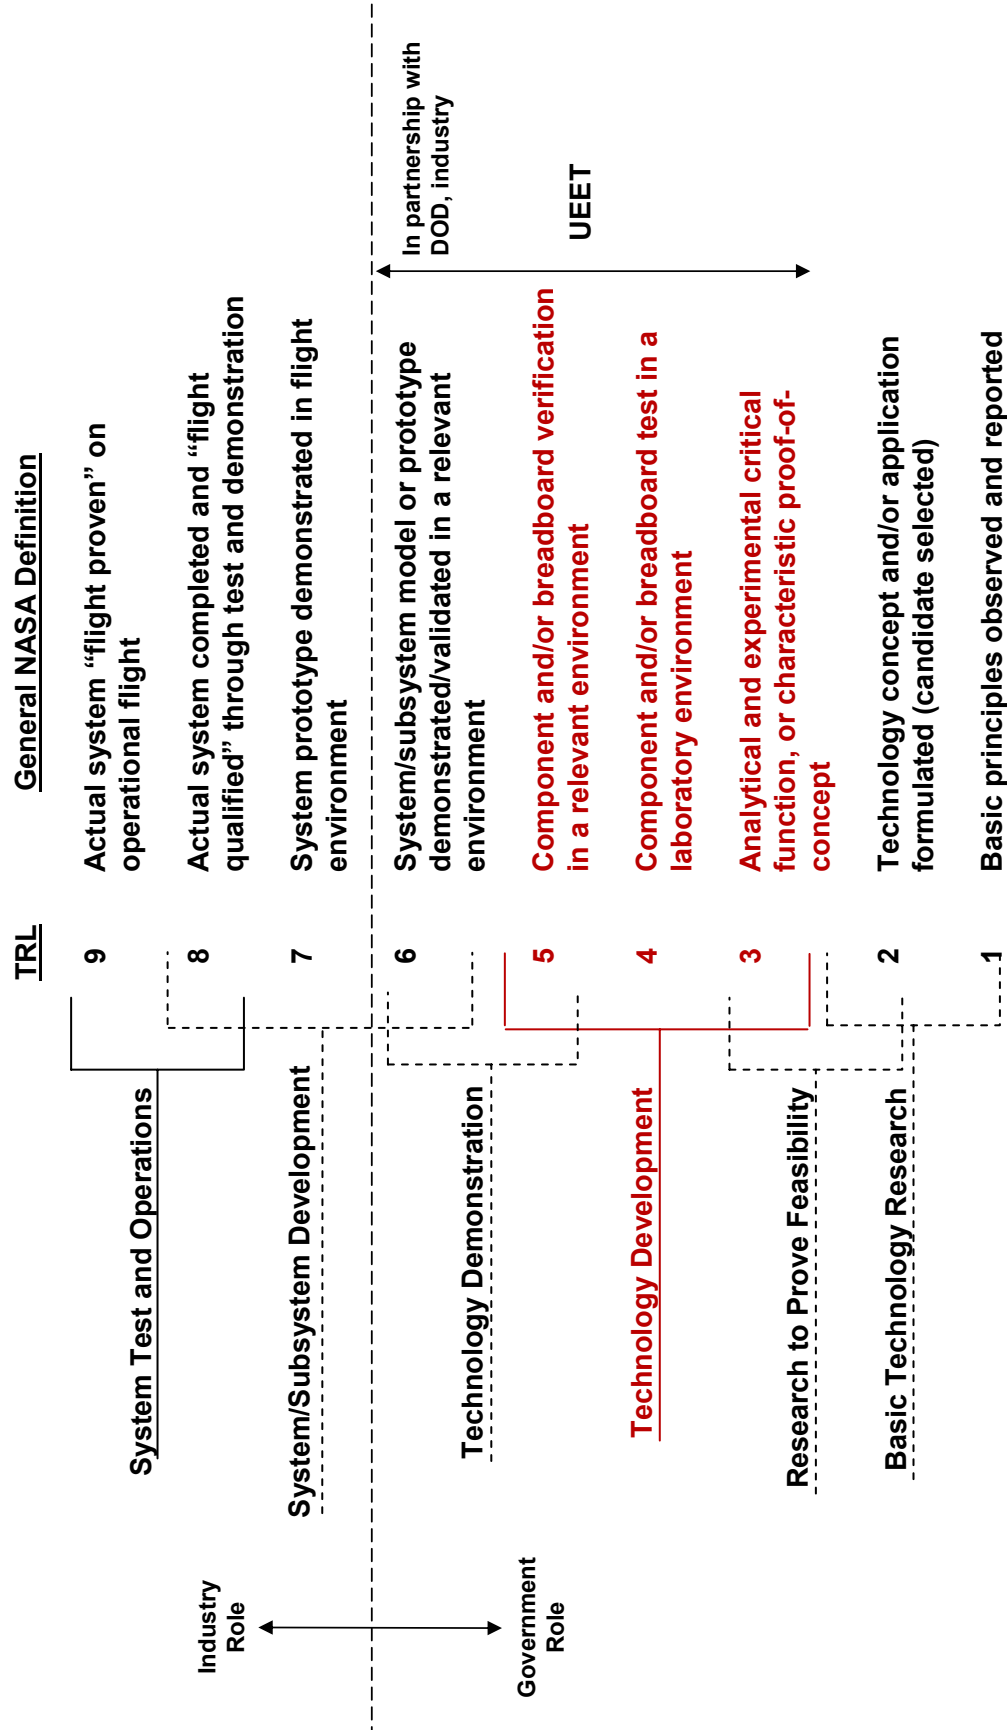 TRL
General NASA Definition
System Test and Operations
9
Actual system “flight proven” on
operational flight
Industry
Role
8
Actual system completed and “flight
qualified” through test and demonstration
System/Subsystem Development
7
System prototype demonstrated in flight
environment
6
System/subsystem model or prototype
demonstrated/validated in a relevant
environment
In partnership with
DOD, industry
Technology Demonstration
Government
Role
5
Component and/or breadboard verification
in a relevant environment
UEET
Technology Development
4
Component and/or breadboard test in a
laboratory environment
3
Analytical and experimental critical
function, or characteristic proof-of-
concept
Research to Prove Feasibility
2
Technology concept and/or application
formulated (candidate selected)
Basic Technology Research
1
Basic principles observed and reported